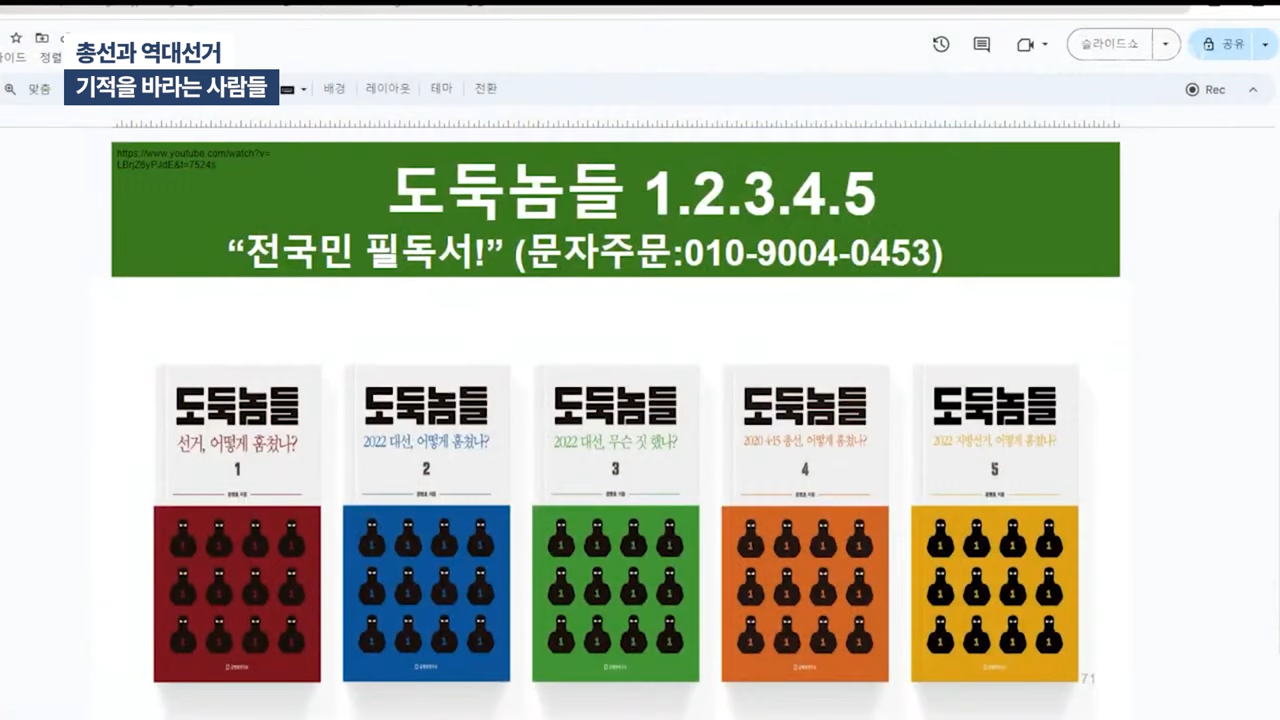 총선과 역대선거
기적을 바라는 사람들
이드 정렬
슬라이드쇼
공유
맞춤
배경 레이아웃 테마 전환
Rec
https://www.youtube.com/watch?v=
도둑놈들 1.2.3.4.5
“전국민 필독서!” (문자주문:010-9004-0453)
도둑놈들
선거, 어떻게 훔쳤나?
1
도둑놈들
2022 대선, 어떻게 훔쳤나?
2
도둑놈들
2022 대선, 무슨 짓 했나?
3
도둑놈들
2020 4·15 총선, 어떻게 훔쳤나?
4
도둑놈들
2022 지방선거, 어떻게 훔쳤나?
5
71